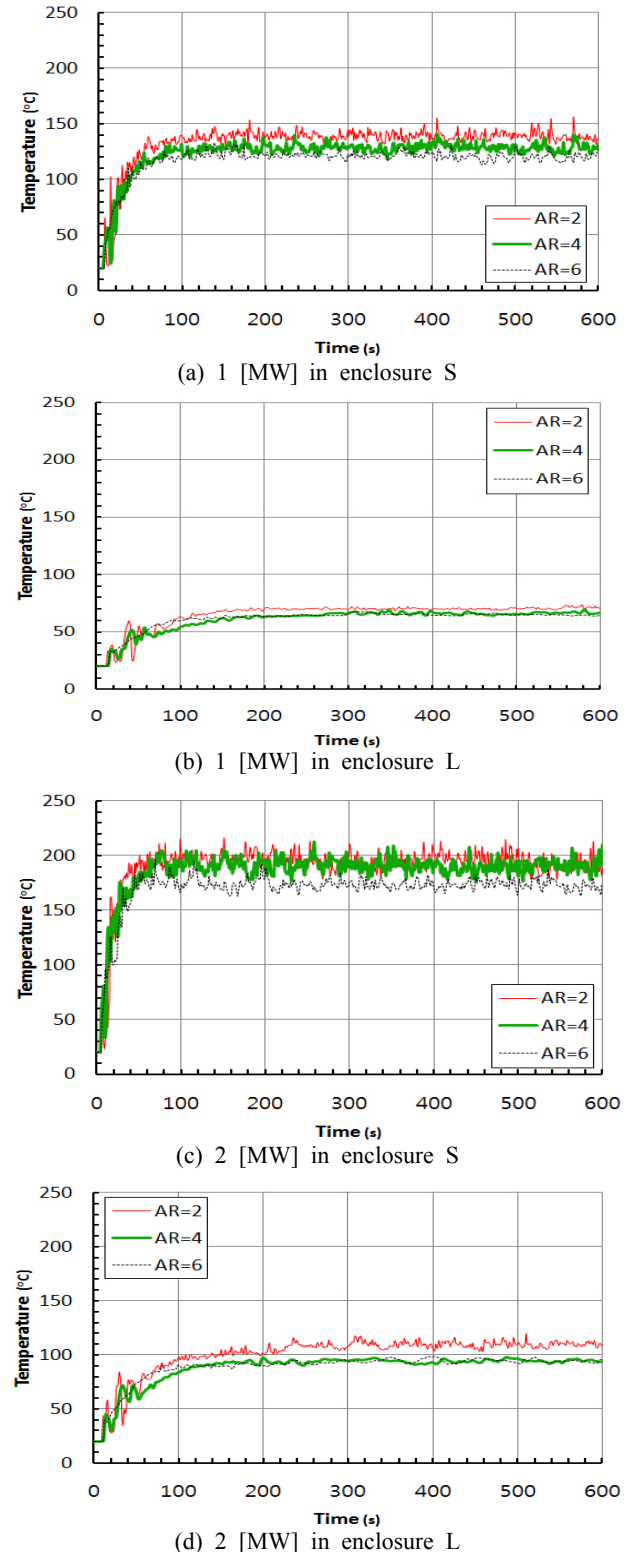 250
200
150
100
50
0
Temperature (°C)
AR=2
AR=4
AR=6
0 100 200 300 400 500 600
Time (s)
(a) 1 [MW] in enclosure S
250
200
150
100
50
0
Temperature (°C)
AR=2
AR=4
AR=6
0 100 200 300 400 500 600
Time (s)
(b) 1 [MW] in enclosure L
250
200
150
100
50
0
Temperature (°C)
AR=2
AR=4
AR=6
0 100 200 300 400 500 600
Time (s)
(c) 2 [MW] in enclosure S
250
200
150
100
50
0
Temperature (°C)
AR=2
AR=4
AR=6
0 100 200 300 400 500 600
Time (s)
(d) 2 [MW] in enclosure L